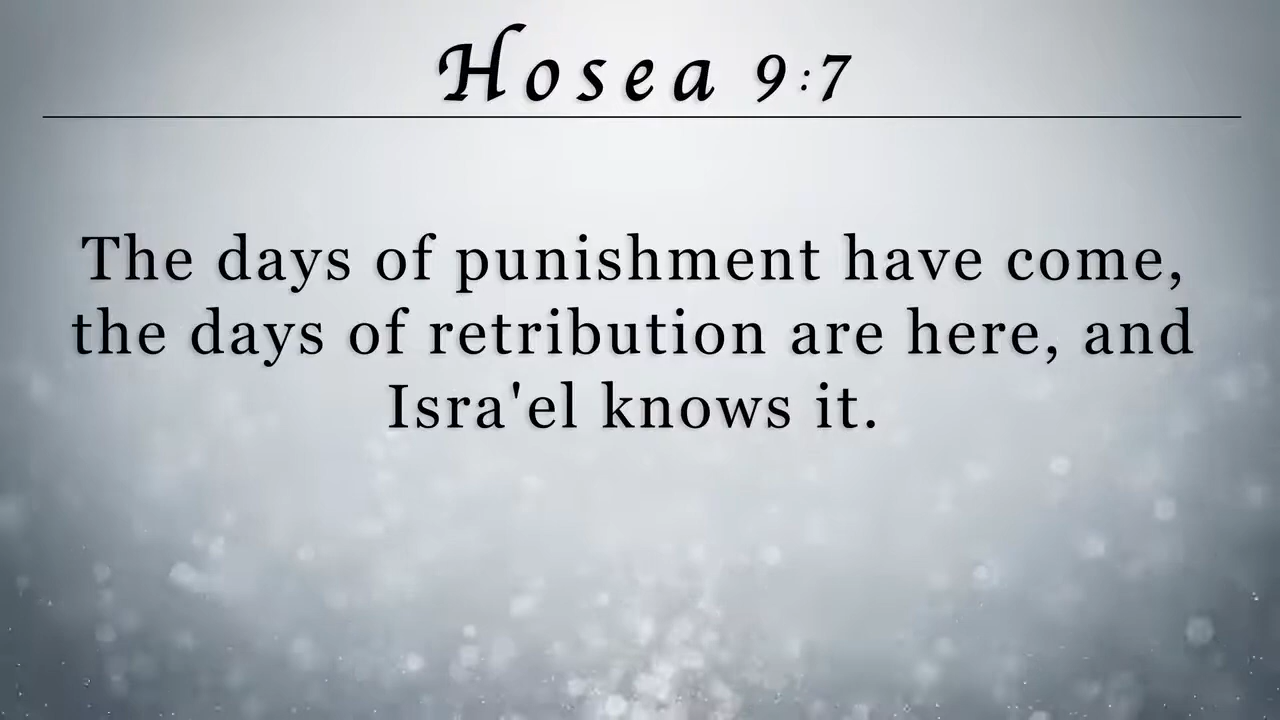 Hosea 9:7
The days of punishment have come,
the days of retribution are here, and
Isra'el knows it.